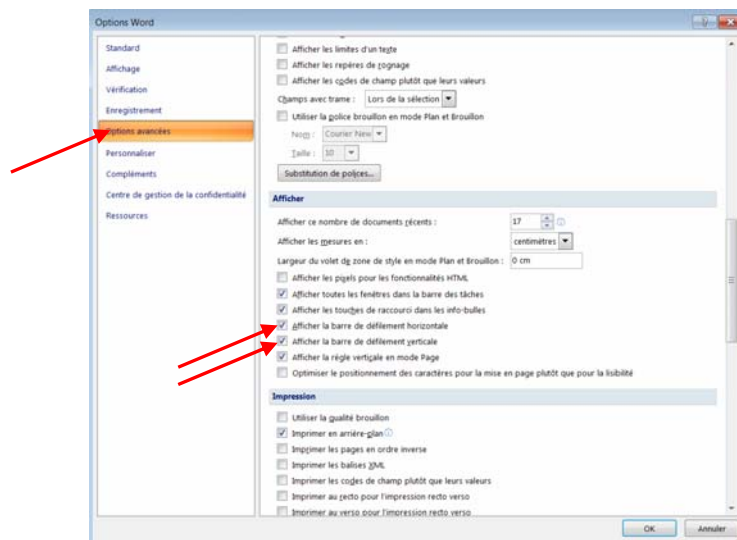 Options Word
Standard
Affichage
Vérification
Enregistrement
Options avancées
Personnaliser
Compléments
Centre de gestion de la confidentialité
Ressources
Afficher les limites d'un texte
Afficher les repères de rognage
Afficher les codes de champ plutôt que leurs valeurs
Champs avec trame : Lors de la sélection
Utiliser la police brouillon en mode Plan et Brouillon
Nom : Courier New
Taille : 10
Substitution de polices...
Afficher
Afficher ce nombre de documents récents : 17
Afficher les mesures en : centimètres
Largeur du volet de zone de style en mode Plan et Brouillon : 0 cm
Afficher les pixels pour les fonctionnalités HTML
Afficher toutes les fenêtres dans la barre des tâches
Afficher les touches de raccourci dans les info-bulles
Afficher la barre de défilement horizontale
Afficher la barre de défilement verticale
Afficher la règle verticale en mode Page
Optimiser le positionnement des caractères pour la mise en page plutôt que pour la lisibilité
Impression
Utiliser la qualité brouillon
Imprimer en arrière-plan
Imprimer les pages en ordre inverse
Imprimer les balises XML
Imprimer les codes de champ plutôt que leurs valeurs
Imprimer au recto pour l'impression recto verso
Imprimer au verso pour l'impression recto verso
OK Annuler